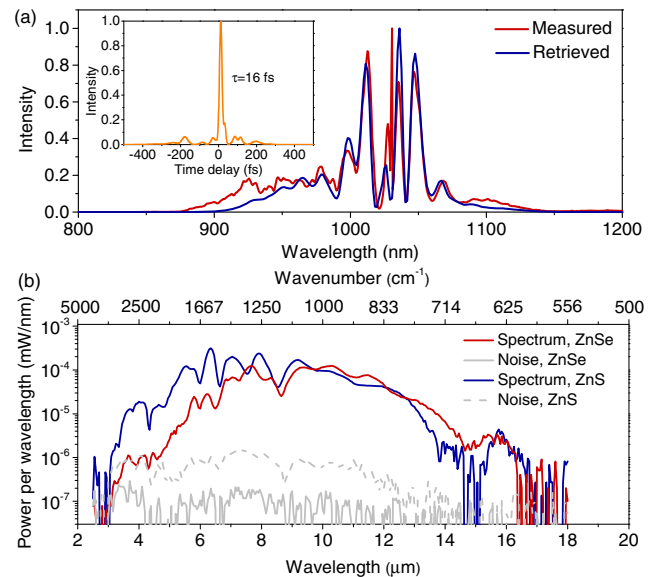 (a)
Measured
Retrieved
τ=16 fs
Intensity
1.0
0.8
0.6
0.4
0.2
0.0
-400 -200 0 200 400
Time delay (fs)
Intensity
1.0
0.8
0.6
0.4
0.2
0.0
800 900 1000 1100 1200
Wavelength (nm)
(b)
Wavenumber (cm⁻¹)
5000 2500 1667 1250 1000 833 714 625 556 500
Spectrum, ZnSe
Noise, ZnSe
Spectrum, ZnS
Noise, ZnS
Power per wavelength (mW/nm)
10⁻³
10⁻⁴
10⁻⁵
10⁻⁶
10⁻⁷
2 4 6 8 10 12 14 16 18 20
Wavelength (μm)